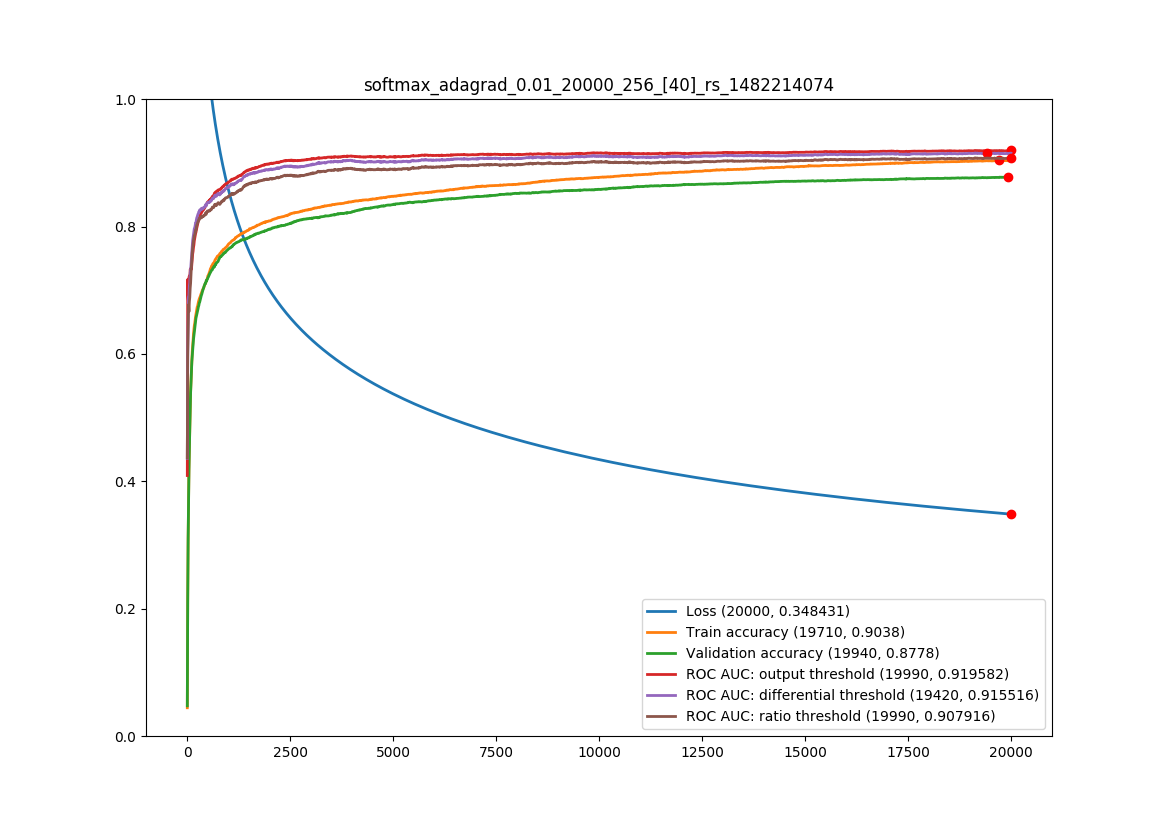 softmax_adagrad_0.01_20000_256_[40]_rs_1482214074
1.0
0.8
0.6
0.4
0.2
0.0
0 2500 5000 7500 10000 12500 15000 17500 20000
Loss (20000, 0.348431)
Train accuracy (19710, 0.9038)
Validation accuracy (19940, 0.8778)
ROC AUC: output threshold (19990, 0.919582)
ROC AUC: differential threshold (19420, 0.915516)
ROC AUC: ratio threshold (19990, 0.907916)